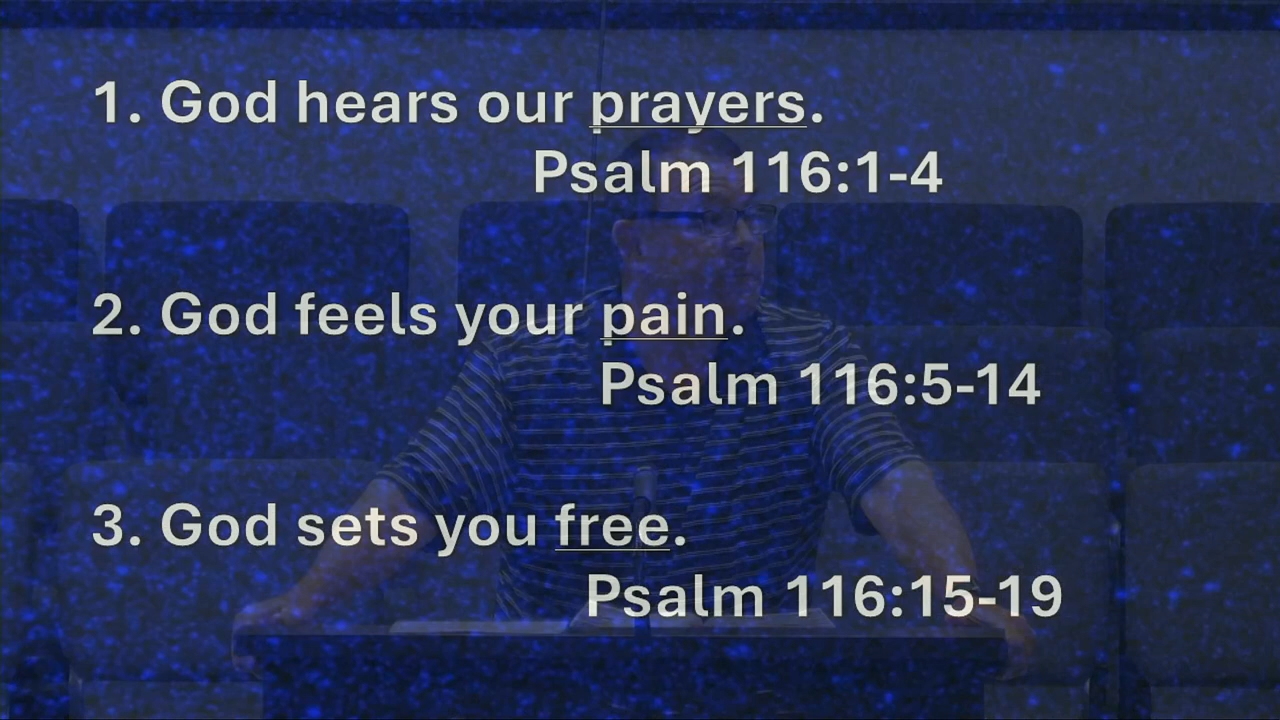 1. God hears our prayers.
Psalm 116:1-4
2. God feels your pain.
Psalm 116:5-14
3. God sets you free.
Psalm 116:15-19